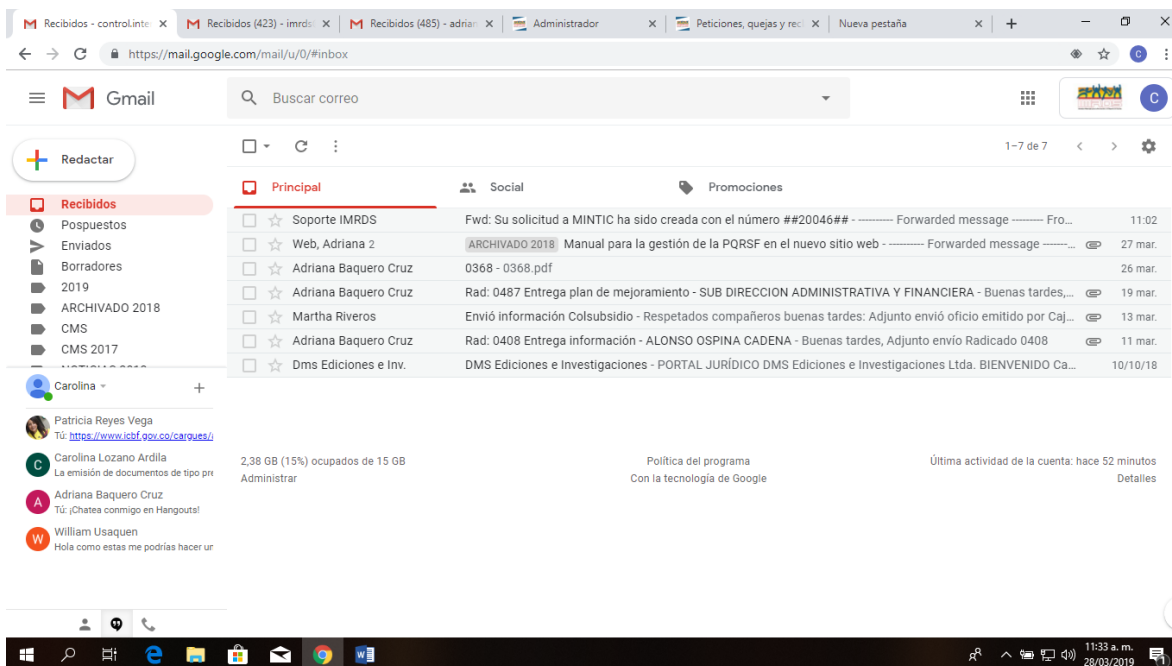 Recibidos - control.inte
Recibidos (423) - imrds
Recibidos (485) - adrian
Administrador
Peticiones, quejas y rec
Nueva pestaña
https://mail.google.com/mail/u/0/#inbox
C
Gmail
Buscar correo
C
Redactar
1–7 de 7
Principal
Social
Promociones
Recibidos
Pospuestos
Enviados
Borradores
2019
ARCHIVADO 2018
CMS
CMS 2017
Soporte IMRDS Fwd: Su solicitud a MINTIC ha sido creada con el número ##20046## - ---------- Forwarded message --------- Fro... 11:02
Web, Adriana 2 ARCHIVADO 2018 Manual para la gestión de la PQRSF en el nuevo sitio web - ---------- Forwarded message -------... 27 mar.
Adriana Baquero Cruz 0368 - 0368.pdf 26 mar.
Adriana Baquero Cruz Rad: 0487 Entrega plan de mejoramiento - SUB DIRECCION ADMINISTRATIVA Y FINANCIERA - Buenas tardes,... 19 mar.
Martha Riveros Envió información Colsubsidio - Respetados compañeros buenas tardes: Adjunto envió oficio emitido por Caj... 13 mar.
Adriana Baquero Cruz Rad: 0408 Entrega información - ALONSO OSPINA CADENA - Buenas tardes, Adjunto envío Radicado 0408 11 mar.
Dms Ediciones e Inv. DMS Ediciones e Investigaciones - PORTAL JURÍDICO DMS Ediciones e Investigaciones Ltda. BIENVENIDO Ca... 10/10/18
Carolina
Patricia Reyes Vega
Tú: https://www.icbf.gov.co/cargues/
C
Carolina Lozano Ardila
La emisión de documentos de tipo pre
A
Adriana Baquero Cruz
Tú: ¡Chatea conmigo en Hangouts!
W
William Usaquen
Hola como estas me podrías hacer un
2,38 GB (15%) ocupados de 15 GB
Administrar
Política del programa
Con la tecnología de Google
Última actividad de la cuenta: hace 52 minutos
Detalles
11:33 a. m.
28/03/2019